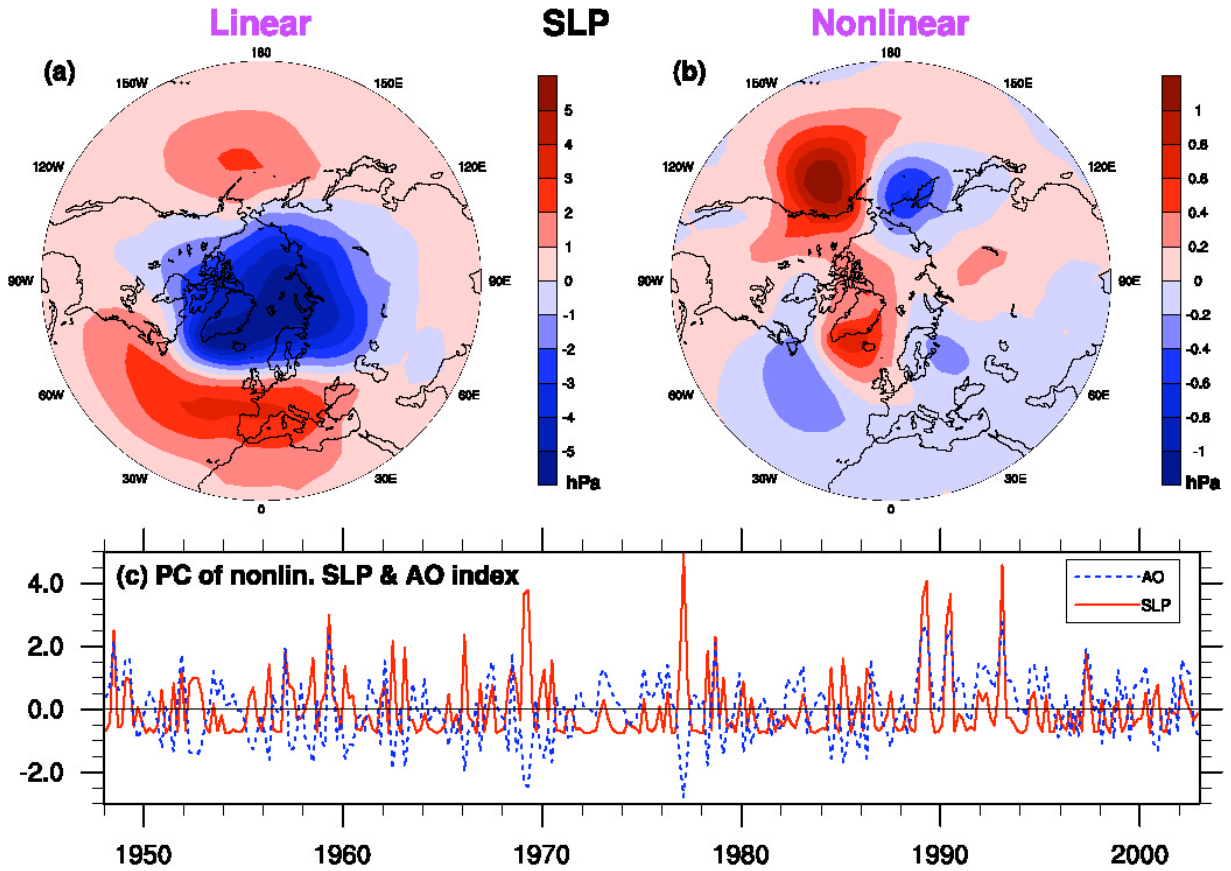 Linear SLP Nonlinear
(a)
180
150W 150E
120W 120E
90W 90E
60W 60E
30W 30E
0
5
4
3
2
1
0
-1
-2
-3
-4
-5
hPa
(b)
180
150W 150E
120W 120E
90W 90E
60W 60E
30W 30E
0
1
0.8
0.6
0.4
0.2
0
-0.2
-0.4
-0.6
-0.8
-1
hPa
(c) PC of nonlin. SLP & AO index
AO
SLP
4.0
2.0
0.0
-2.0
1950 1960 1970 1980 1990 2000